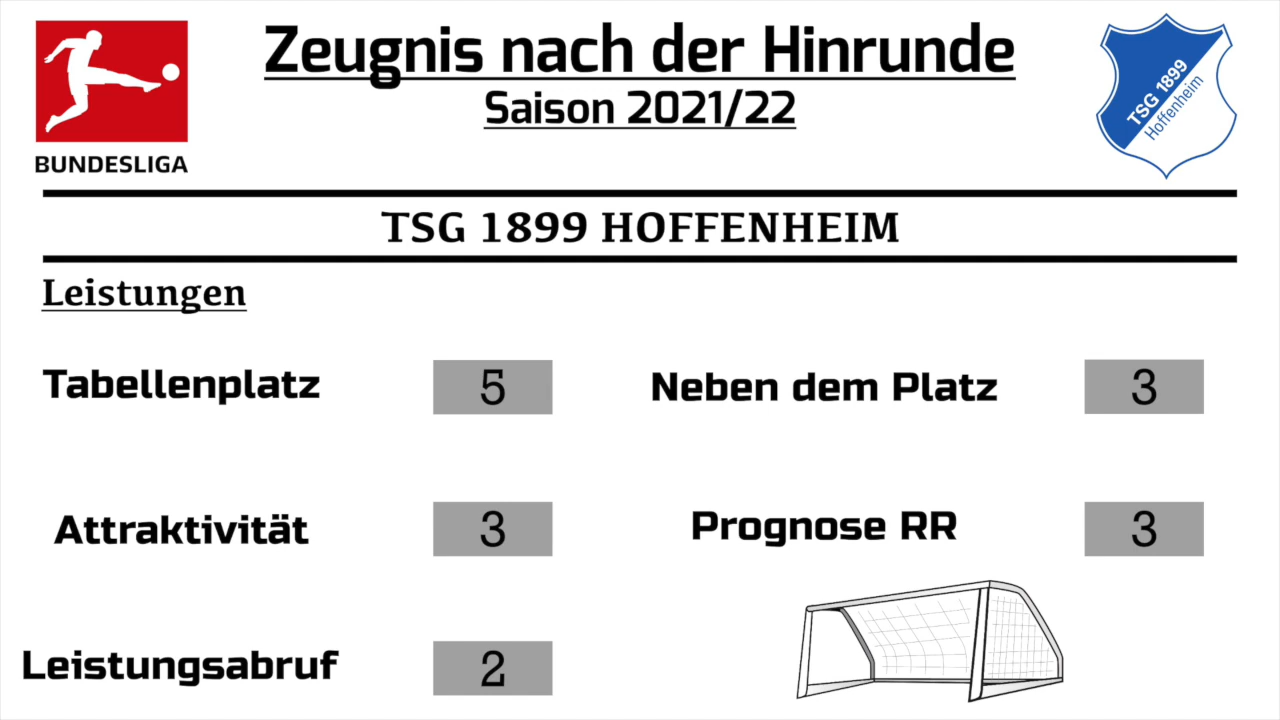 Zeugnis nach der Hinrunde
Saison 2021/22
BUNDESLIGA
TSG 1899
Hoffenheim
TSG 1899 HOFFENHEIM
Leistungen
Tabellenplatz 5
Neben dem Platz 3
Attraktivität 3
Prognose RR 3
Leistungsabruf 2